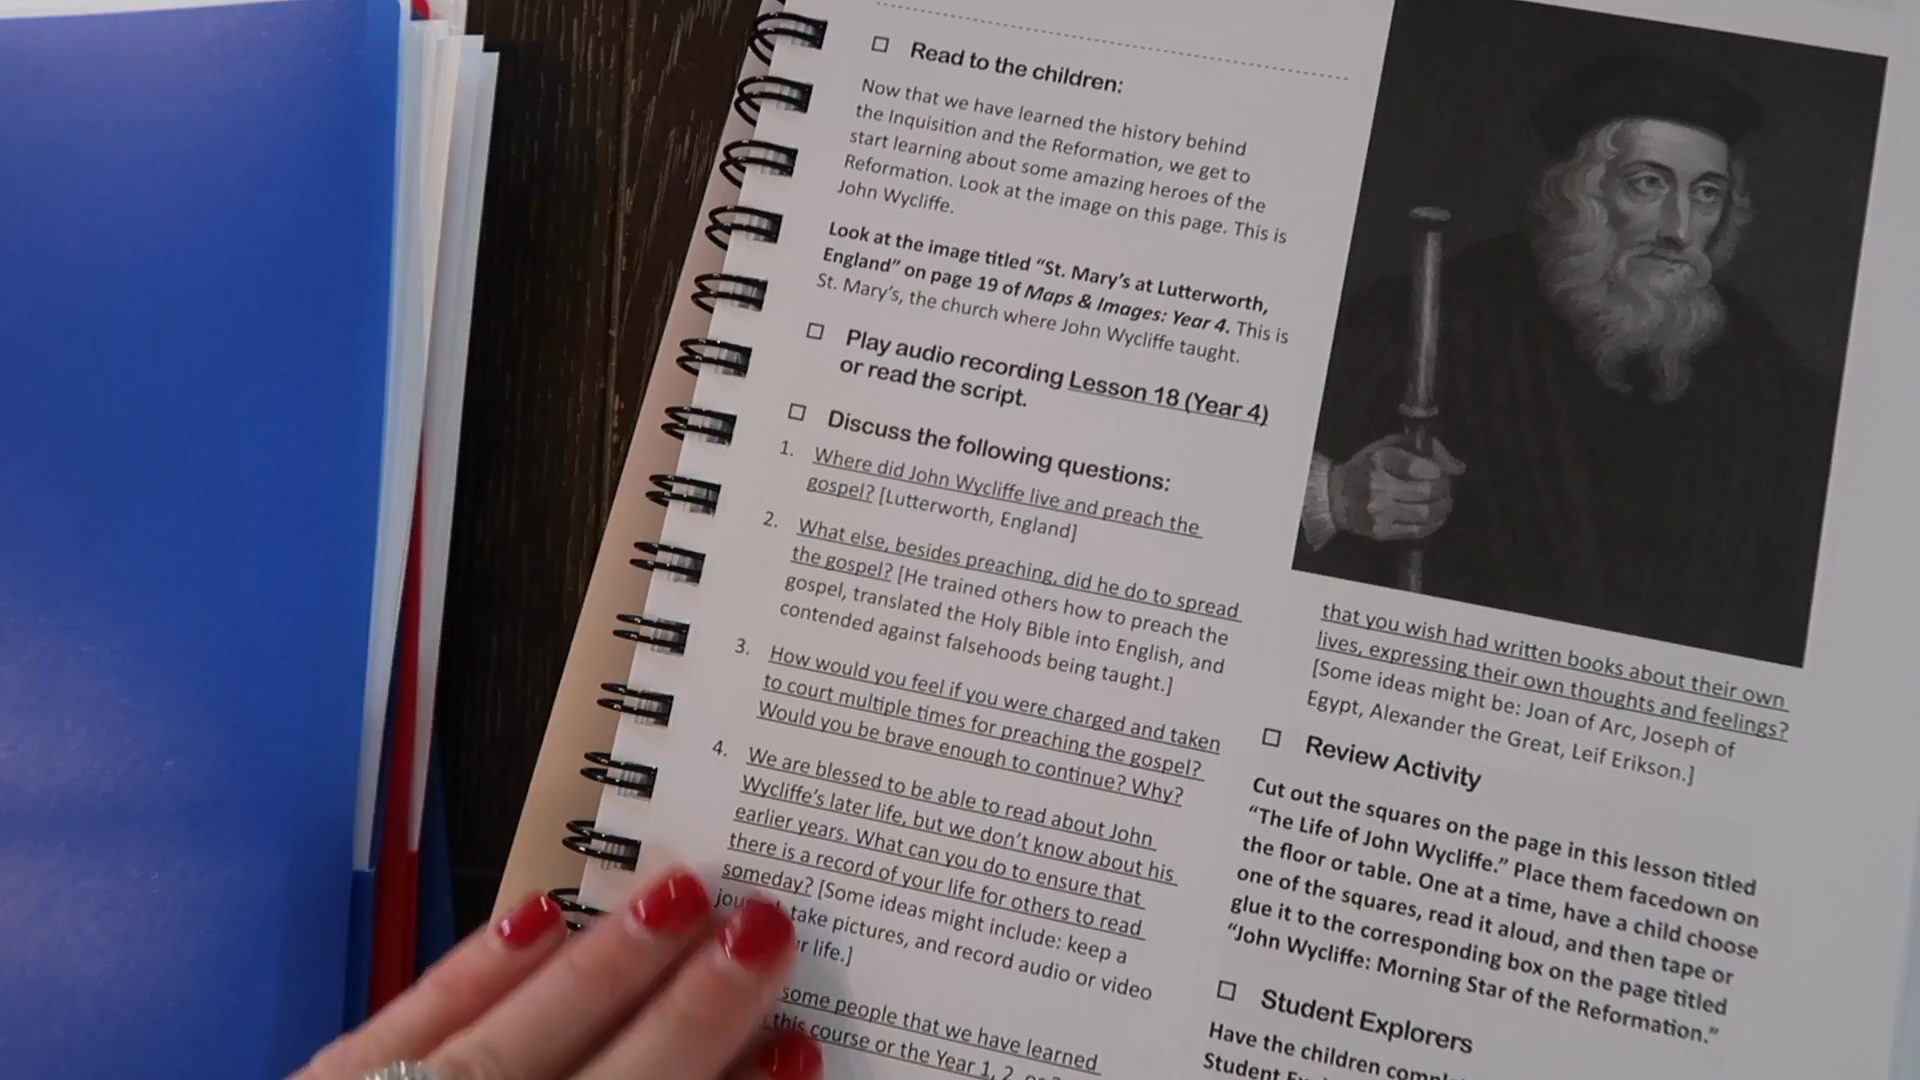 Read to the children:
Now that we have learned the history behind
the Inquisition and the Reformation, we get to
start learning about some amazing heroes of the
Reformation. Look at the image on this page. This is
John Wycliffe.
Look at the image titled “St. Mary’s at Lutterworth,
England” on page 19 of Maps & Images: Year 4. This is
St. Mary’s, the church where John Wycliffe taught.
Play audio recording Lesson 18 (Year 4)
or read the script.
Discuss the following questions:
1. Where did John Wycliffe live and preach the
gospel? [Lutterworth, England]
2. What else, besides preaching, did he do to spread
the gospel? [He trained others how to preach the
gospel, translated the Holy Bible into English, and
contended against falsehoods being taught.]
3. How would you feel if you were charged and taken
to court multiple times for preaching the gospel?
Would you be brave enough to continue? Why?
4. We are blessed to be able to read about John
Wycliffe’s later life, but we don’t know about his
earlier years. What can you do to ensure that
there is a record of your life for others to read
someday? [Some ideas might include: keep a
take pictures, and record audio or video
life.]
some people that we have learned
this course or the Year 1, 2,
that you wish had written books about their own
lives, expressing their own thoughts and feelings?
[Some ideas might be: Joan of Arc, Joseph of
Egypt, Alexander the Great, Leif Erikson.]
Review Activity
Cut out the squares on the page in this lesson titled
“The Life of John Wycliffe.” Place them facedown on
the floor or table. One at a time, have a child choose
one of the squares, read it aloud, and then tape or
glue it to the corresponding box on the page titled
“John Wycliffe: Morning Star of the Reformation.”
Student Explorers
Have the children
Student